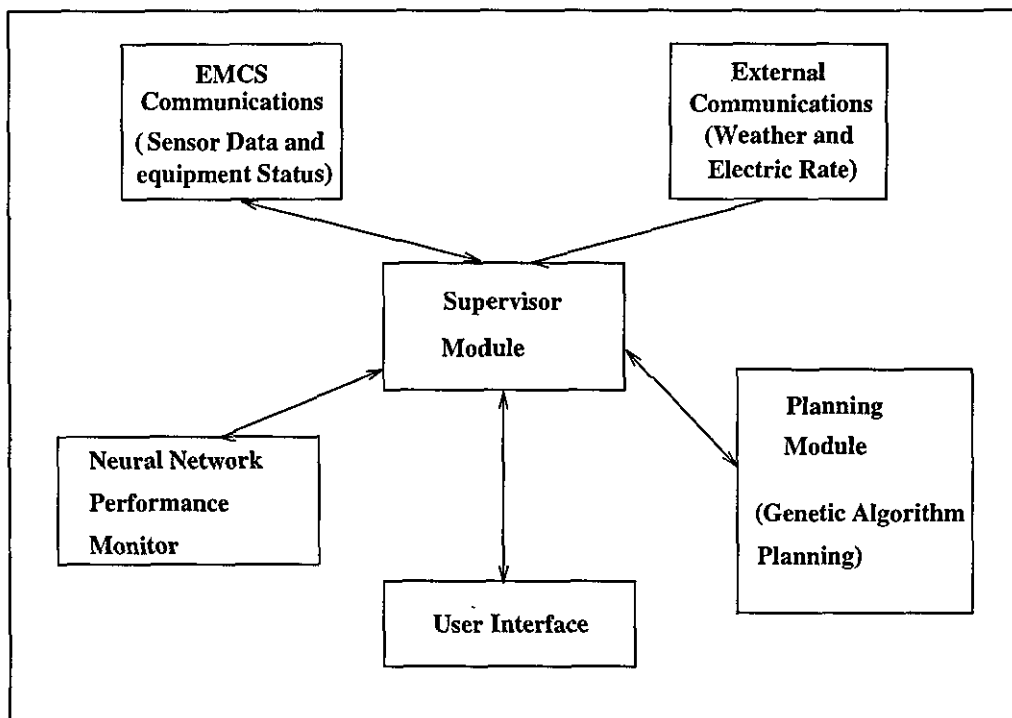 EMCS
Communications
( Sensor Data and
equipment Status)
External
Communications
(Weather and
Electric Rate)
Supervisor
Module
Neural Network
Performance
Monitor
Planning
Module
(Genetic Algorithm
Planning)
User Interface